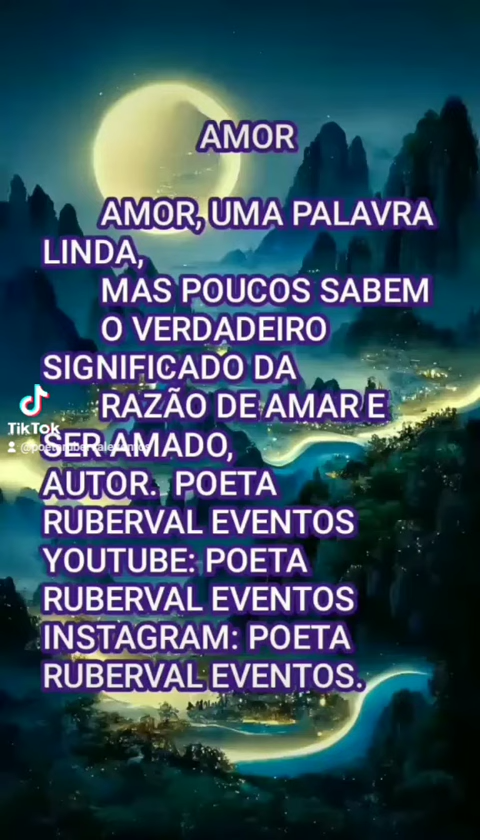 AMOR
AMOR, UMA PALAVRA
LINDA,
MAS POUCOS SABEM
O VERDADEIRO
SIGNIFICADO DA
RAZÃO DE AMAR E
TikTok
SER AMADO,
AUTOR. POETA
RUBERVAL EVENTOS
YOUTUBE: POETA
RUBERVAL EVENTOS
INSTAGRAM: POETA
RUBERVAL EVENTOS.